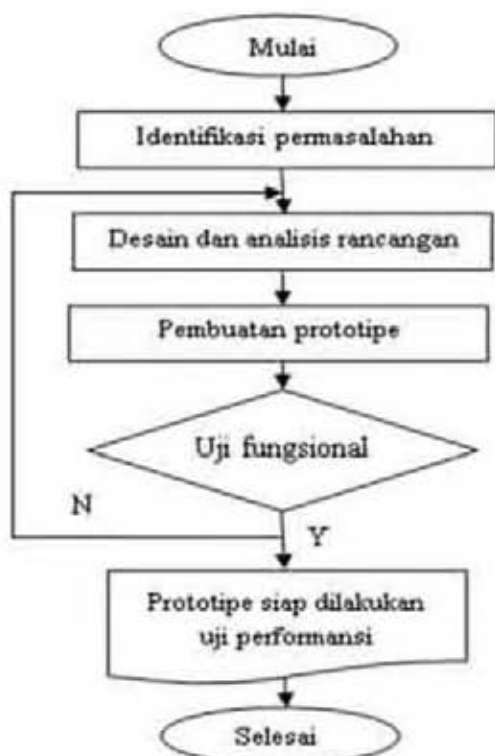 Mulai
Identifikasi permasalahan
Desain dan analisis rancangan
Pembuatan prototipe
Uji fungsional
N
Y
Prototipe siap dilakukan
uji performansi
Selesai